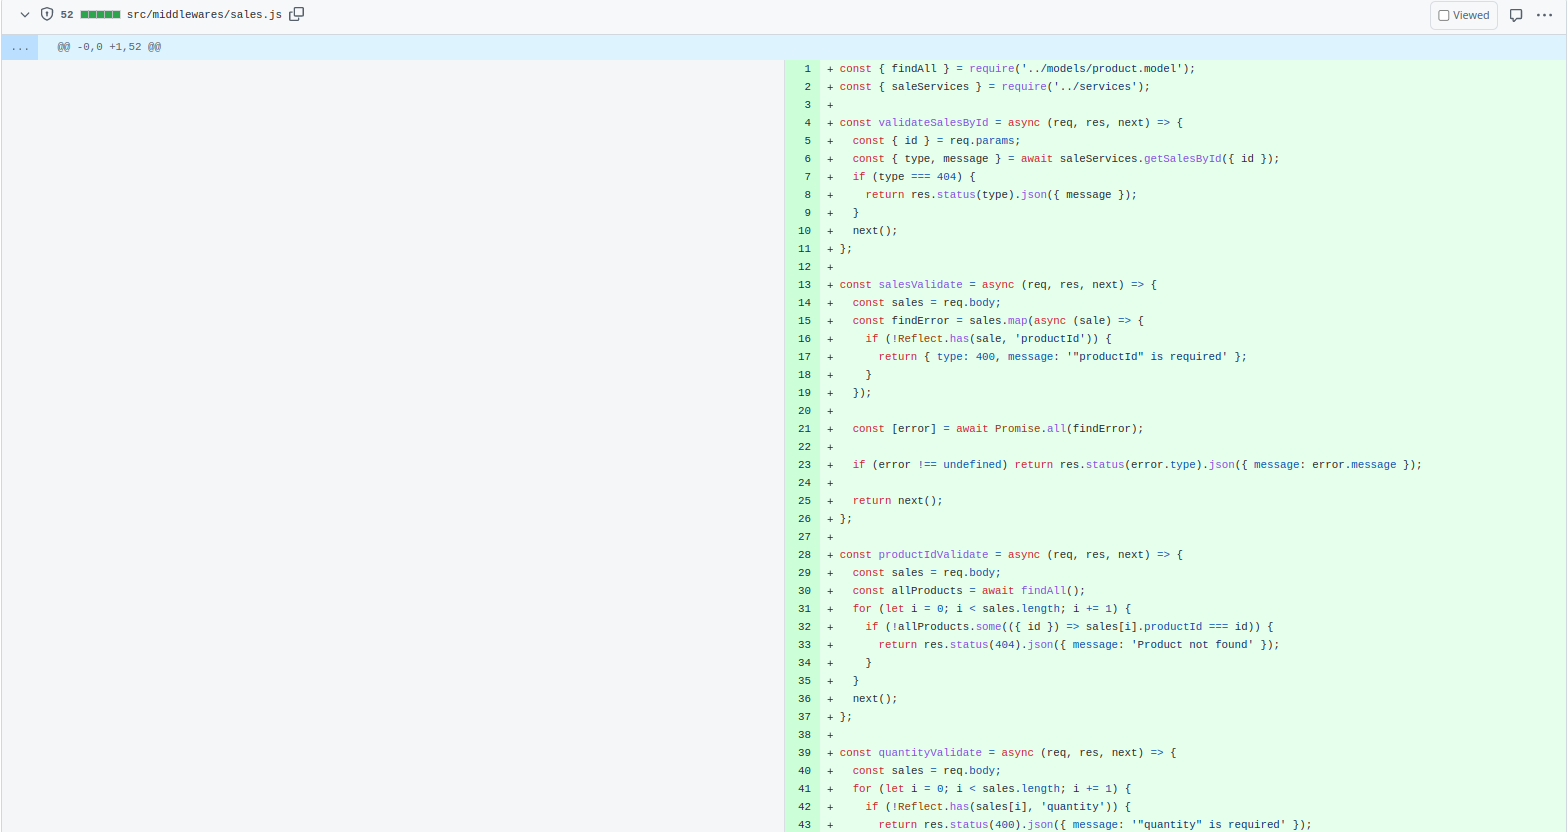 52 src/middlewares/sales.js Viewed ...
... @@ -0,0 +1,52 @@
1 + const { findAll } = require('../models/product.model');
2 + const { saleServices } = require('../services');
3 +
4 + const validateSalesById = async (req, res, next) => {
5 +   const { id } = req.params;
6 +   const { type, message } = await saleServices.getSalesById({ id });
7 +   if (type === 404) {
8 +     return res.status(type).json({ message });
9 +   }
10 +   next();
11 + };
12 +
13 + const salesValidate = async (req, res, next) => {
14 +   const sales = req.body;
15 +   const findError = sales.map(async (sale) => {
16 +     if (!Reflect.has(sale, 'productId')) {
17 +       return { type: 400, message: '"productId" is required' };
18 +     }
19 +   });
20 +
21 +   const [error] = await Promise.all(findError);
22 +
23 +   if (error !== undefined) return res.status(error.type).json({ message: error.message });
24 +
25 +   return next();
26 + };
27 +
28 + const productIdValidate = async (req, res, next) => {
29 +   const sales = req.body;
30 +   const allProducts = await findAll();
31 +   for (let i = 0; i < sales.length; i += 1) {
32 +     if (!allProducts.some(({ id }) => sales[i].productId === id)) {
33 +       return res.status(404).json({ message: 'Product not found' });
34 +     }
35 +   }
36 +   next();
37 + };
38 +
39 + const quantityValidate = async (req, res, next) => {
40 +   const sales = req.body;
41 +   for (let i = 0; i < sales.length; i += 1) {
42 +     if (!Reflect.has(sales[i], 'quantity')) {
43 +       return res.status(400).json({ message: '"quantity" is required' });